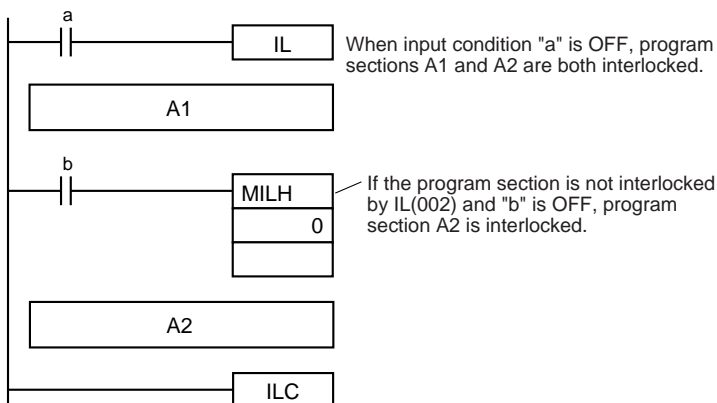 a
IL
When input condition "a" is OFF, program
sections A1 and A2 are both interlocked.
A1
b
MILH
0
If the program section is not interlocked
by IL(002) and "b" is OFF, program
section A2 is interlocked.
A2
ILC